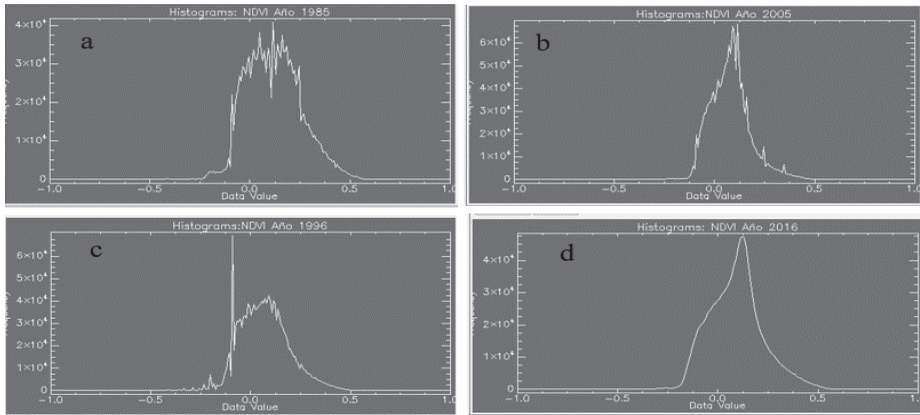 Histograms: NDVI Año 1985
a
4×10⁴
3×10⁴
2×10⁴
1×10⁴
0
-1.0 -0.5 0.0 0.5 1.0
Data Value
Histograms: NDVI Año 2005
b
6×10⁴
5×10⁴
4×10⁴
3×10⁴
2×10⁴
1×10⁴
0
-1.0 -0.5 0.0 0.5 1.0
Data Value
Histograms:NDVI Año 1996
c
6×10⁴
5×10⁴
4×10⁴
3×10⁴
2×10⁴
1×10⁴
0
-1.0 -0.5 0.0 0.5 1.0
Data Value
Histograms: NDVI Año 2016
d
4×10⁴
3×10⁴
2×10⁴
1×10⁴
0
-1.0 -0.5 0.0 0.5 1.0
Data Value